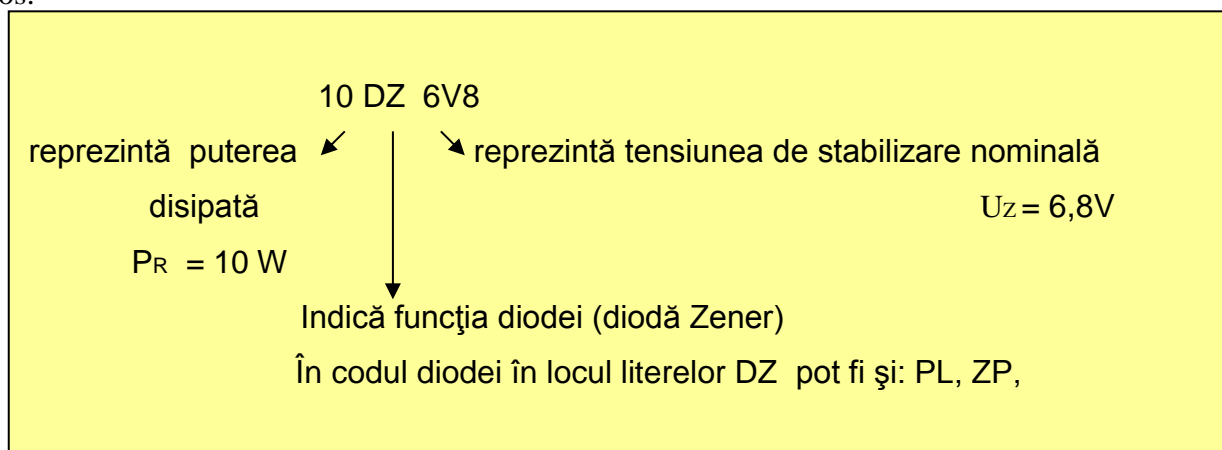 os.
10 DZ 6V8
reprezintă puterea reprezintă tensiunea de stabilizare nominală
disipată UZ = 6,8V
PR = 10 W
Indică funcţia diodei (diodă Zener)
În codul diodei în locul literelor DZ pot fi şi: PL, ZP,